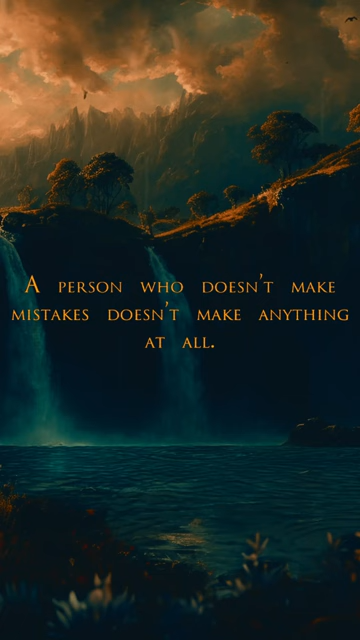 A person who doesn't make
mistakes doesn't make anything
at all.